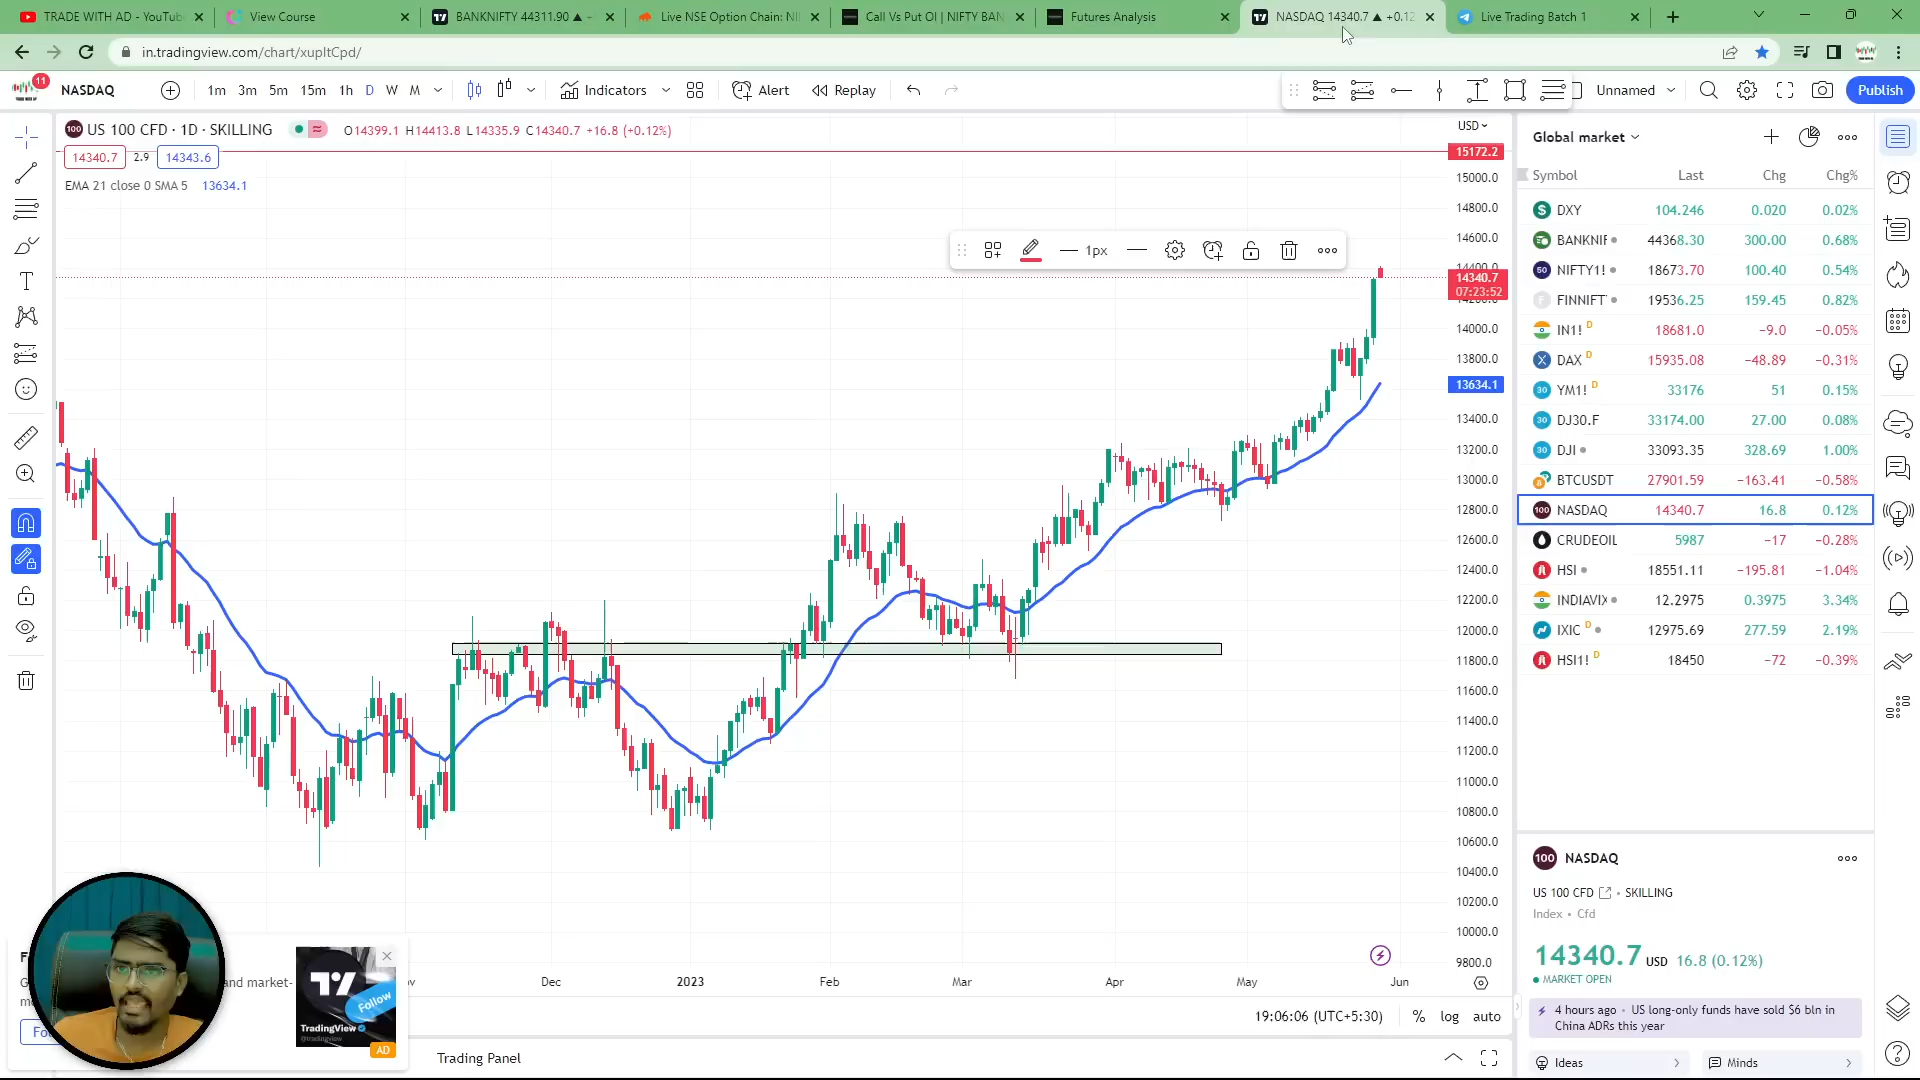 TRADE WITH AD - YouTub
View Course
BANKNIFTY 44311.90 ▲
Live NSE Option Chain: NI
Call Vs Put OI | NIFTY BAN
Futures Analysis
NASDAQ 14340.7 ▲ +0.12
Live Trading Batch 1
in.tradingview.com/chart/xupItCpd/
11
NASDAQ
1m 3m 5m 15m 1h D W M
Indicators
Alert
Replay
Unnamed
Publish
US 100 CFD · 1D · SKILLING
O14399.1 H14413.8 L14335.9 C14340.7 +16.8 (+0.12%)
14340.7 2.9 14343.6
EMA 21 close 0 SMA 5 13634.1
1px
USD
15172.2
15000.0
14800.0
14600.0
14400.0
14340.7
07:23:52
14200.0
14000.0
13800.0
13634.1
13400.0
13200.0
13000.0
12800.0
12600.0
12400.0
12200.0
12000.0
11800.0
11600.0
11400.0
11200.0
11000.0
10800.0
10600.0
10400.0
10200.0
10000.0
9800.0
Dec 2023 Feb Mar Apr May Jun
19:06:06 (UTC+5:30) % log auto
Trading Panel
and market-
TradingView
@tradingview
Follow
AD
Global market
Symbol Last Chg Chg%
DXY 104.246 0.020 0.02%
BANKNIF 44368.30 300.00 0.68%
NIFTY1! 18673.70 100.40 0.54%
FINNIFT 19536.25 159.45 0.82%
IN1! D 18681.0 −9.0 −0.05%
DAX D 15935.08 −48.89 −0.31%
YM1! D 33176 51 0.15%
DJ30.F 33174.00 27.00 0.08%
DJI 33093.35 328.69 1.00%
BTCUSDT 27901.59 −163.41 −0.58%
NASDAQ 14340.7 16.8 0.12%
CRUDEOIL 5987 −17 −0.28%
HSI 18551.11 −195.81 −1.04%
INDIAVIX 12.2975 0.3975 3.34%
IXIC D 12975.69 277.59 2.19%
HSI1! D 18450 −72 −0.39%
100 NASDAQ
US 100 CFD • SKILLING
Index • Cfd
14340.7 USD 16.8 (0.12%)
MARKET OPEN
4 hours ago • US long-only funds have sold $6 bln in
China ADRs this year
Ideas
Minds